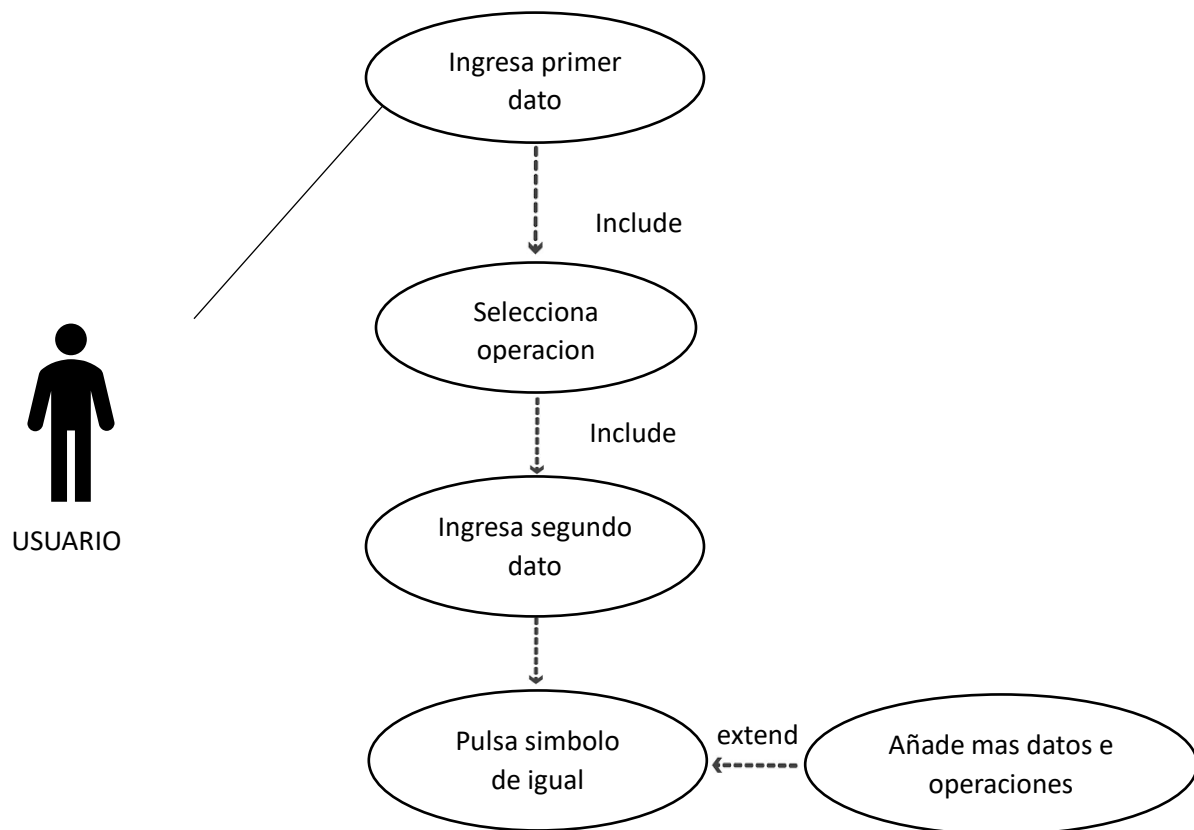 Ingresa primer
dato
Include
Selecciona
operacion
Include
Ingresa segundo
dato
USUARIO
Pulsa simbolo
de igual
extend
Añade mas datos e
operaciones